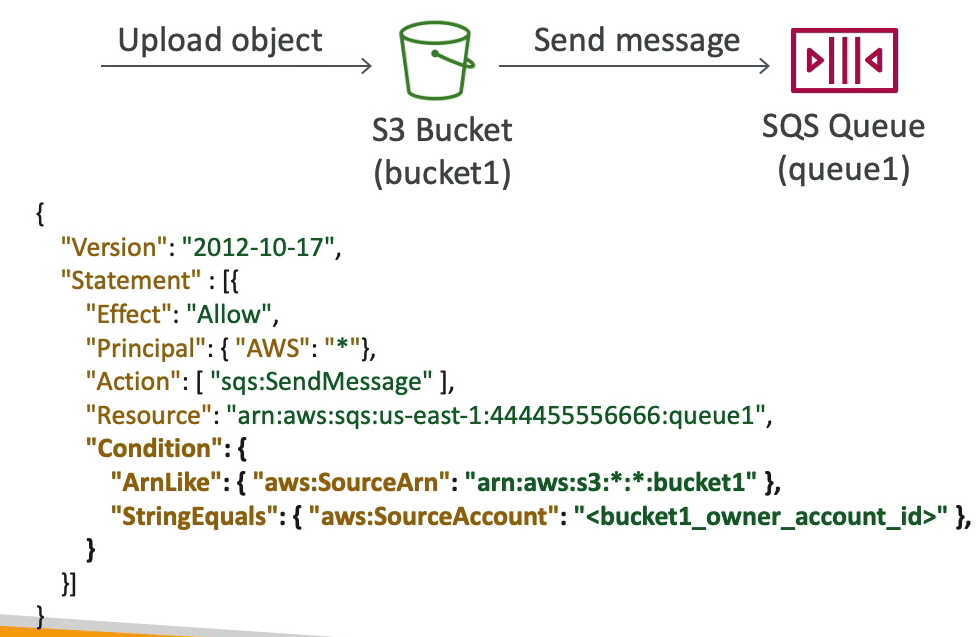 Upload object
Send message
S3 Bucket
(bucket1)
SQS Queue
(queue1)
{
"Version": "2012-10-17",
"Statement" : [{
"Effect": "Allow",
"Principal": { "AWS": "*"},
"Action": [ "sqs:SendMessage" ],
"Resource": "arn:aws:sqs:us-east-1:444455556666:queue1",
"Condition": {
"ArnLike": { "aws:SourceArn": "arn:aws:s3:*:*:bucket1" },
"StringEquals": { "aws:SourceAccount": "<bucket1_owner_account_id>" },
}
}]
}